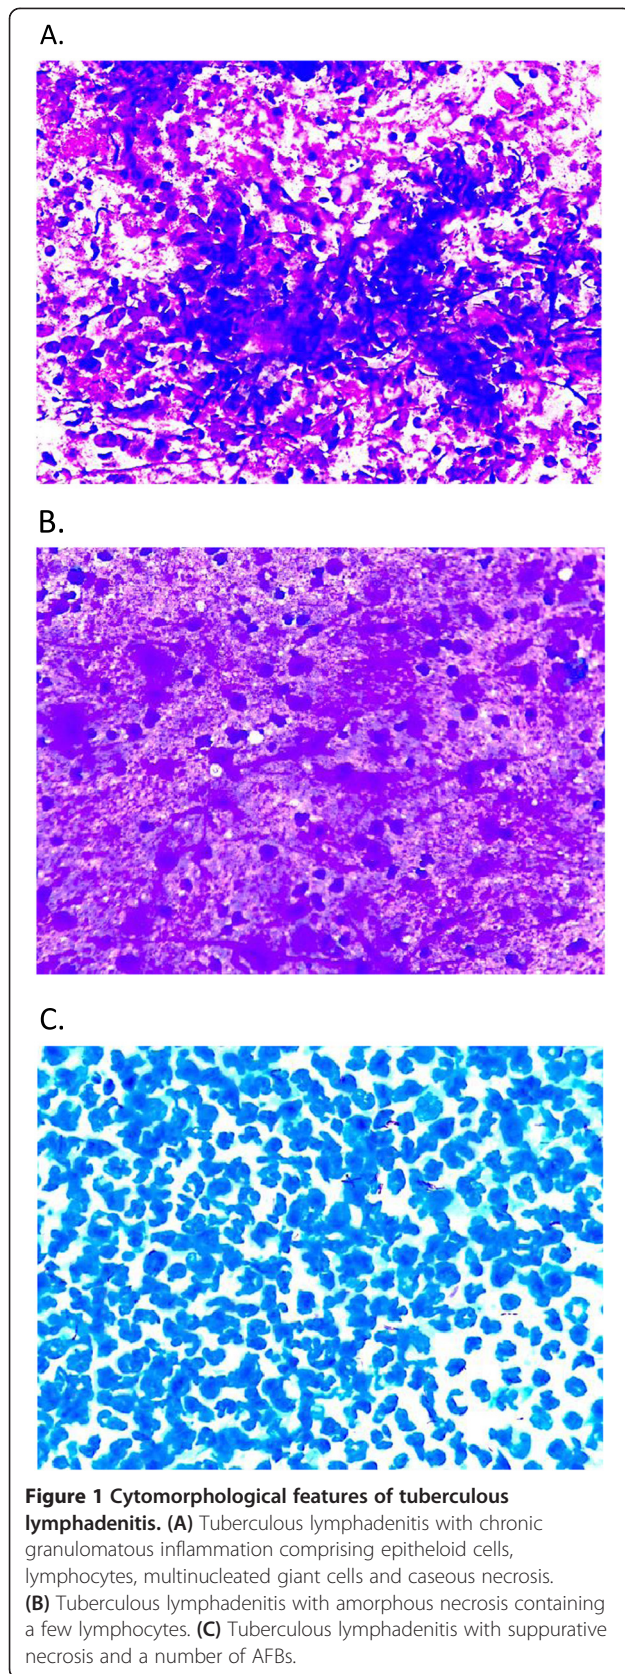 A.
B.
C.
Figure 1 Cytomorphological features of tuberculous
lymphadenitis. (A) Tuberculous lymphadenitis with chronic
granulomatous inflammation comprising epitheloid cells,
lymphocytes, multinucleated giant cells and caseous necrosis.
(B) Tuberculous lymphadenitis with amorphous necrosis containing
a few lymphocytes. (C) Tuberculous lymphadenitis with suppurative
necrosis and a number of AFBs.